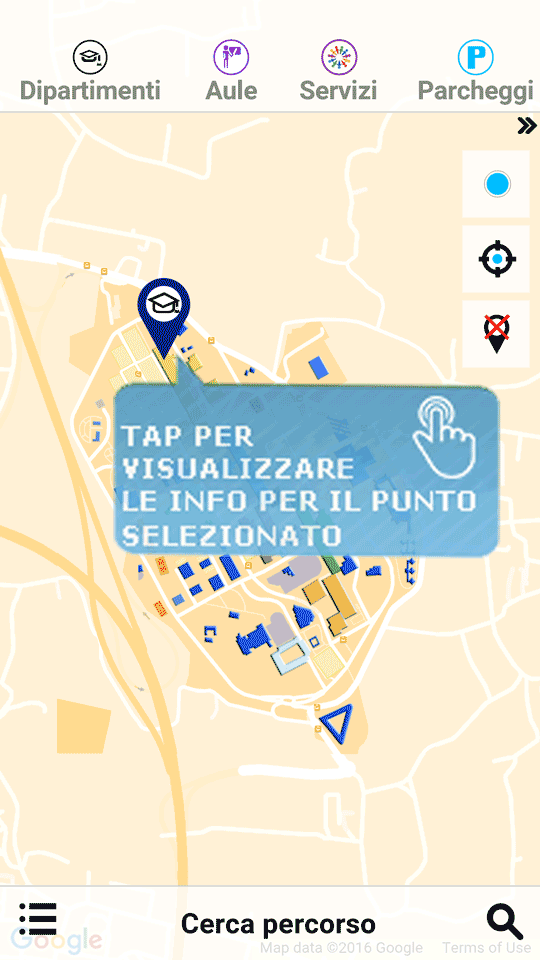 Dipartimenti
Aule
Servizi
Parcheggi
TAP PER
VISUALIZZARE
LE INFO PER IL PUNTO
SELEZIONATO
Cerca percorso
Google
Map data ©2016 Google
Terms of Use